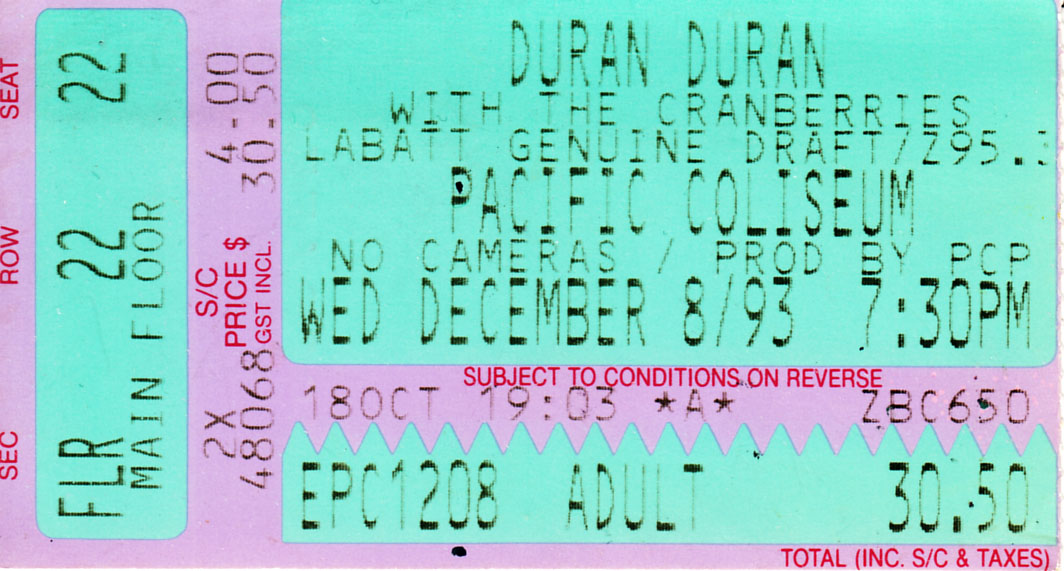 DURAN DURAN
WITH THE CRANBERRIES
LABATT GENUINE DRAFT/Z95.3
PACIFIC COLISEUM
NO CAMERAS / PROD BY PCP
WED DECEMBER 8/93 7:30PM
SUBJECT TO CONDITIONS ON REVERSE
18OCT 19:03 *A* ZBC650
EPC1208 ADULT 30.50
TOTAL (INC. S/C & TAXES)
SEC ROW SEAT
FLR 22 22
MAIN FLOOR
S/C 4.00
PRICE $ 30.50
GST INCL.
2X
48068